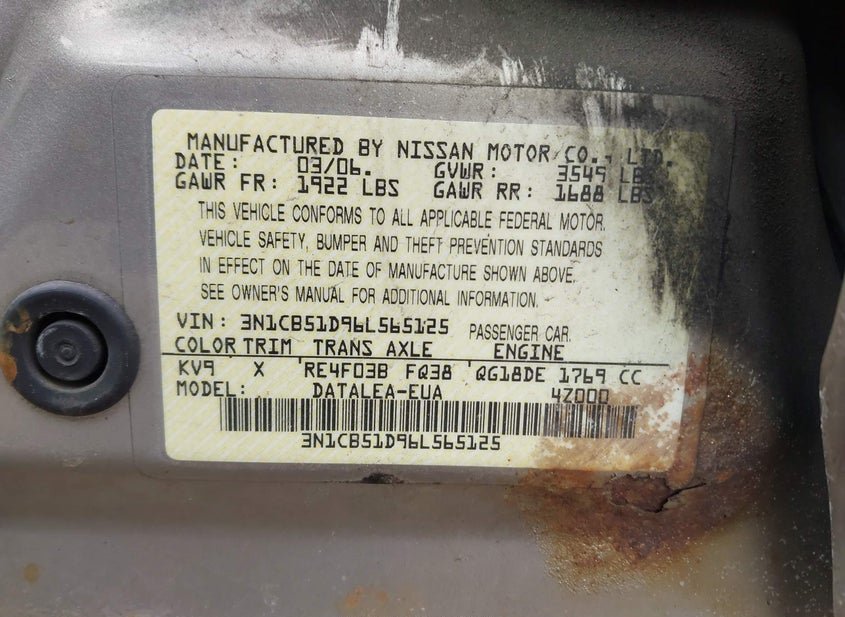 MANUFACTURED BY NISSAN MOTOR CO., LTD.
DATE: 03/06. GVWR: 3549 LBS
GAWR FR: 1922 LBS GAWR RR: 1688 LBS
THIS VEHICLE CONFORMS TO ALL APPLICABLE FEDERAL MOTOR
VEHICLE SAFETY, BUMPER AND THEFT PREVENTION STANDARDS
IN EFFECT ON THE DATE OF MANUFACTURE SHOWN ABOVE.
SEE OWNER'S MANUAL FOR ADDITIONAL INFORMATION.
VIN: 3N1CB51D96L565125 PASSENGER CAR
COLOR TRIM TRANS AXLE ENGINE
KV9 X RE4F03B FQ38 QG18DE 1769 CC
MODEL: DATALEA-EUA 4Z000
3N1CB51D96L565125